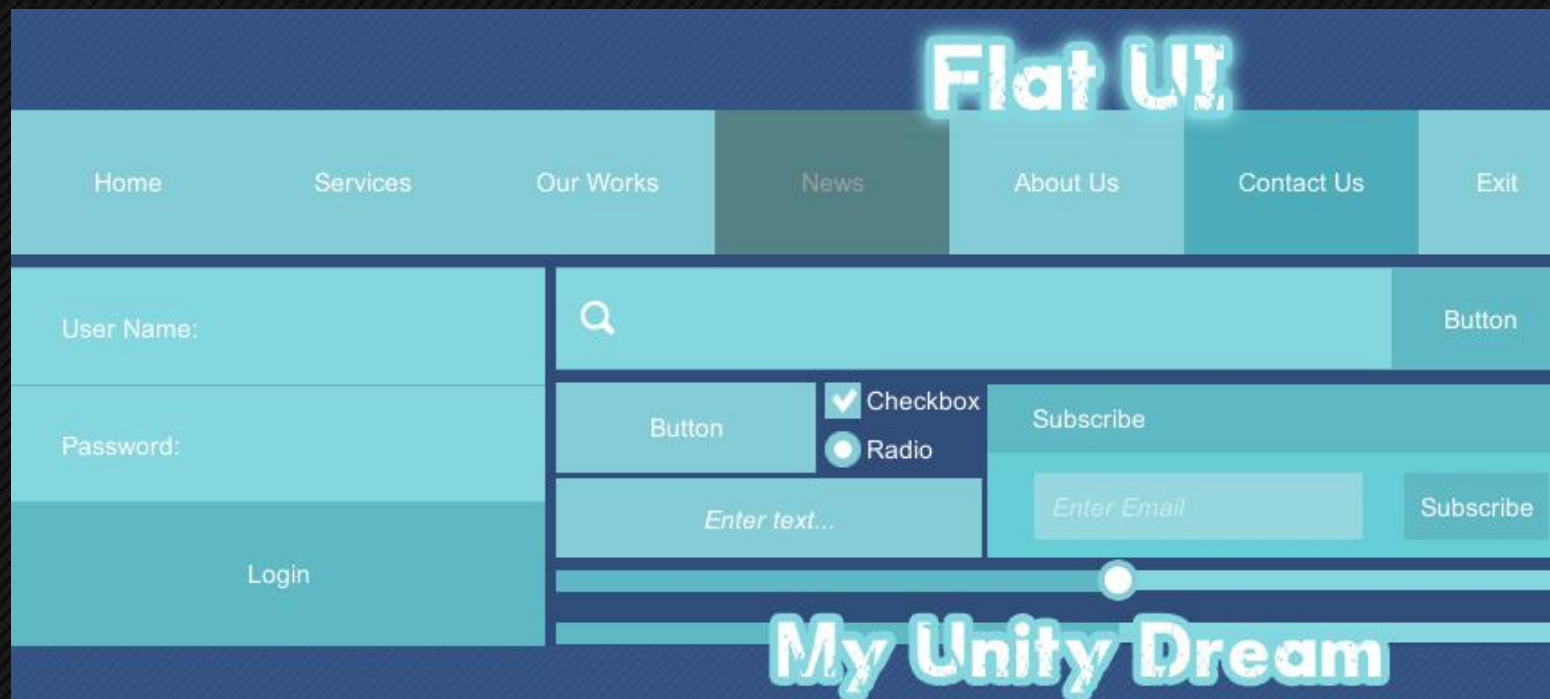 Flat UI
Home Services Our Works News About Us Contact Us Exit
User Name:
Button
Password:
Button
Checkbox
Radio
Subscribe
Enter text...
Enter Email
Subscribe
Login
My Unity Dream